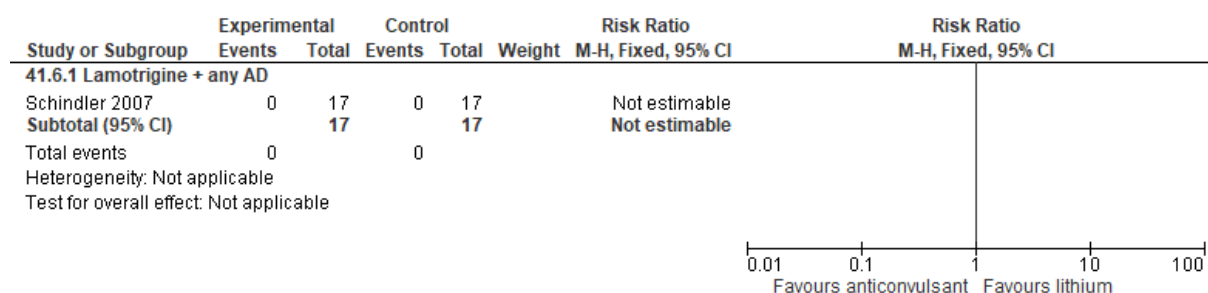 Experimental Control Risk Ratio Risk Ratio
Study or Subgroup Events Total Events Total Weight M-H, Fixed, 95% CI M-H, Fixed, 95% CI
41.6.1 Lamotrigine + any AD
Schindler 2007 0 17 0 17 Not estimable
Subtotal (95% CI) 17 17 Not estimable
Total events 0 0
Heterogeneity: Not applicable
Test for overall effect: Not applicable
0.01 0.1 1 10 100
Favours anticonvulsant Favours lithium